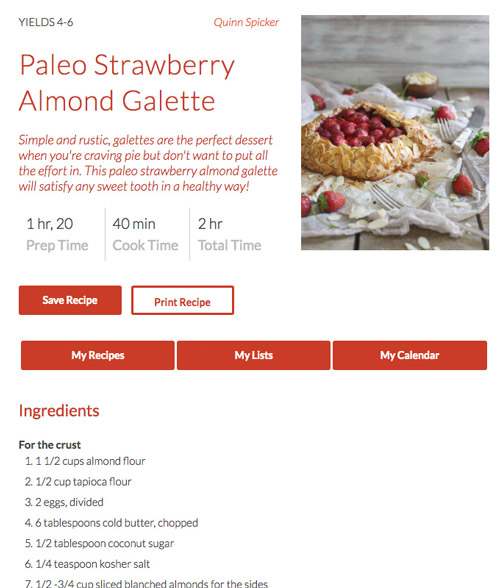 YIELDS 4-6
Quinn Spicker
Paleo Strawberry
Almond Galette
Simple and rustic, galettes are the perfect dessert
when you're craving pie but don't want to put all
the effort in. This paleo strawberry almond galette
will satisfy any sweet tooth in a healthy way!
1 hr, 20
Prep Time
40 min
Cook Time
2 hr
Total Time
Save Recipe
Print Recipe
My Recipes
My Lists
My Calendar
Ingredients
For the crust
1. 1 1/2 cups almond flour
2. 1/2 cup tapioca flour
3. 2 eggs, divided
4. 6 tablespoons cold butter, chopped
5. 1/2 tablespoon coconut sugar
6. 1/4 teaspoon kosher salt
7. 1/2 -3/4 cup sliced blanched almonds for the sides